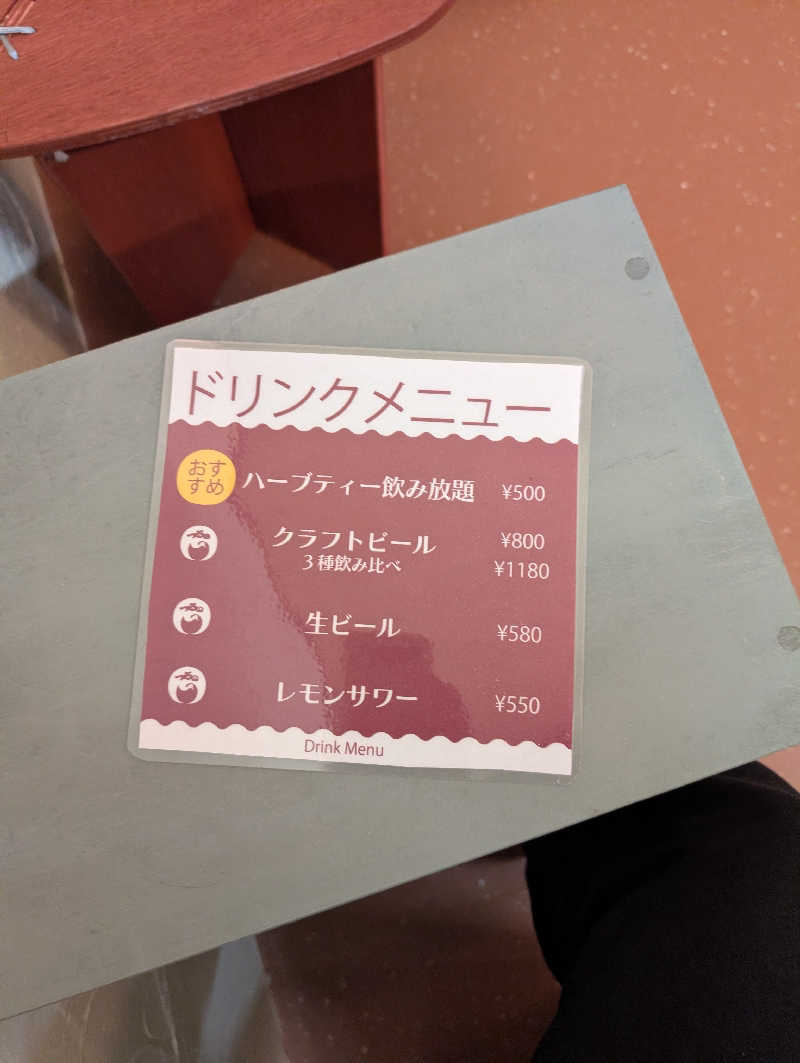 ドリンクメニュー
おす
すめ
ハーブティー飲み放題 ¥500
クラフトビール ¥800
3種飲み比べ ¥1180
生ビール ¥580
レモンサワー ¥550
Drink Menu